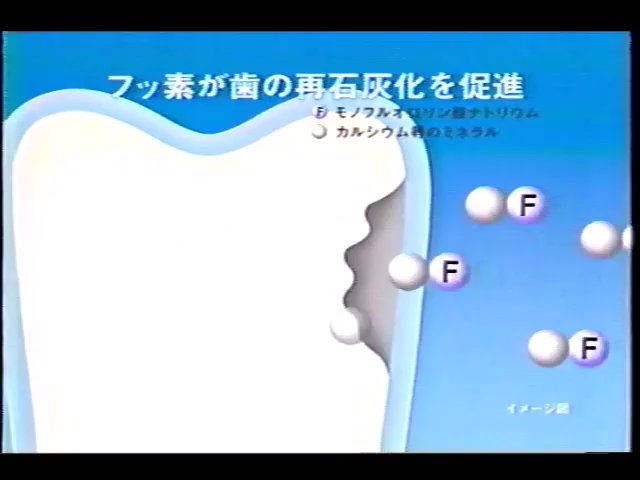 フッ素が歯の再石灰化を促進
F モノフルオロリン酸ナトリウム
カルシウム等のミネラル
F
F
F
イメージ図